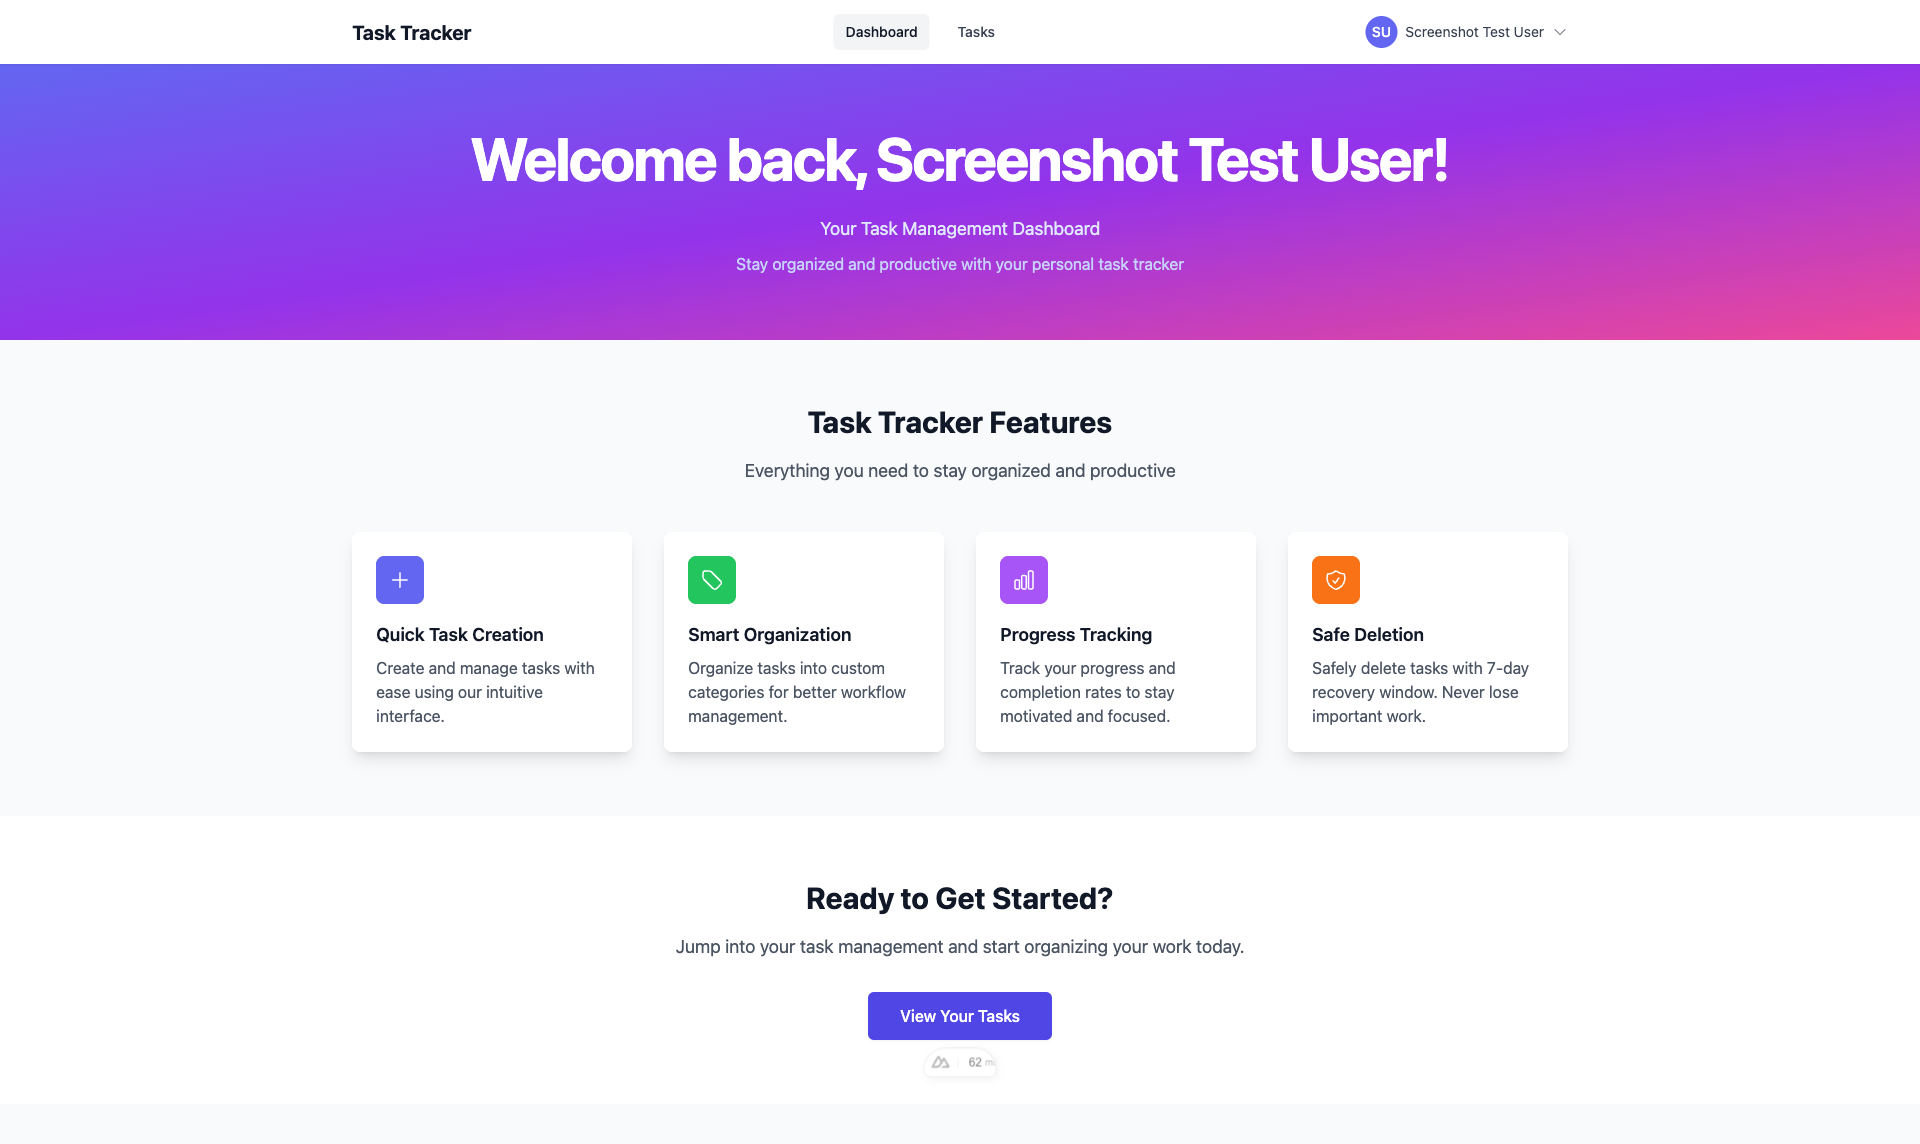 Task Tracker
Dashboard
Tasks
SU
Screenshot Test User
Welcome back, Screenshot Test User!
Your Task Management Dashboard
Stay organized and productive with your personal task tracker
Task Tracker Features
Everything you need to stay organized and productive
Quick Task Creation
Create and manage tasks with
ease using our intuitive
interface.
Smart Organization
Organize tasks into custom
categories for better workflow
management.
Progress Tracking
Track your progress and
completion rates to stay
motivated and focused.
Safe Deletion
Safely delete tasks with 7-day
recovery window. Never lose
important work.
Ready to Get Started?
Jump into your task management and start organizing your work today.
View Your Tasks
62